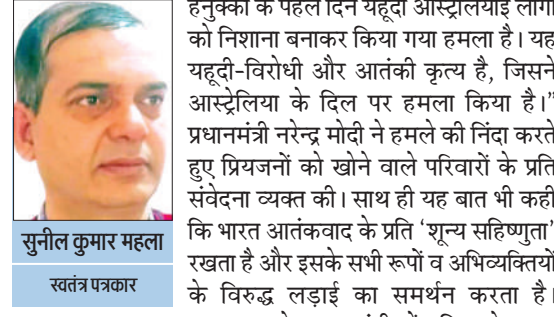 हनुक्का के पहले दिन यहूदी ऑस्ट्रेलियाई लोगों
को निशाना बनाकर किया गया हमला है। यह
यहूदी-विरोधी और आतंकी कृत्य है, जिसने
आस्ट्रेलिया के दिल पर हमला किया है।”
प्रधानमंत्री नरेन्द्र मोदी ने हमले की निंदा करते
हुए प्रियजनों को खोने वाले परिवारों के प्रति
संवेदना व्यक्त की। साथ ही यह बात भी कही
कि भारत आतंकवाद के प्रति ‘शून्य सहिष्णुता’
रखता है और इसके सभी रूपों व अभिव्यक्तियों
के विरुद्ध लड़ाई का समर्थन करता है।
सुनील कुमार महला
स्वतंत्र पत्रकार